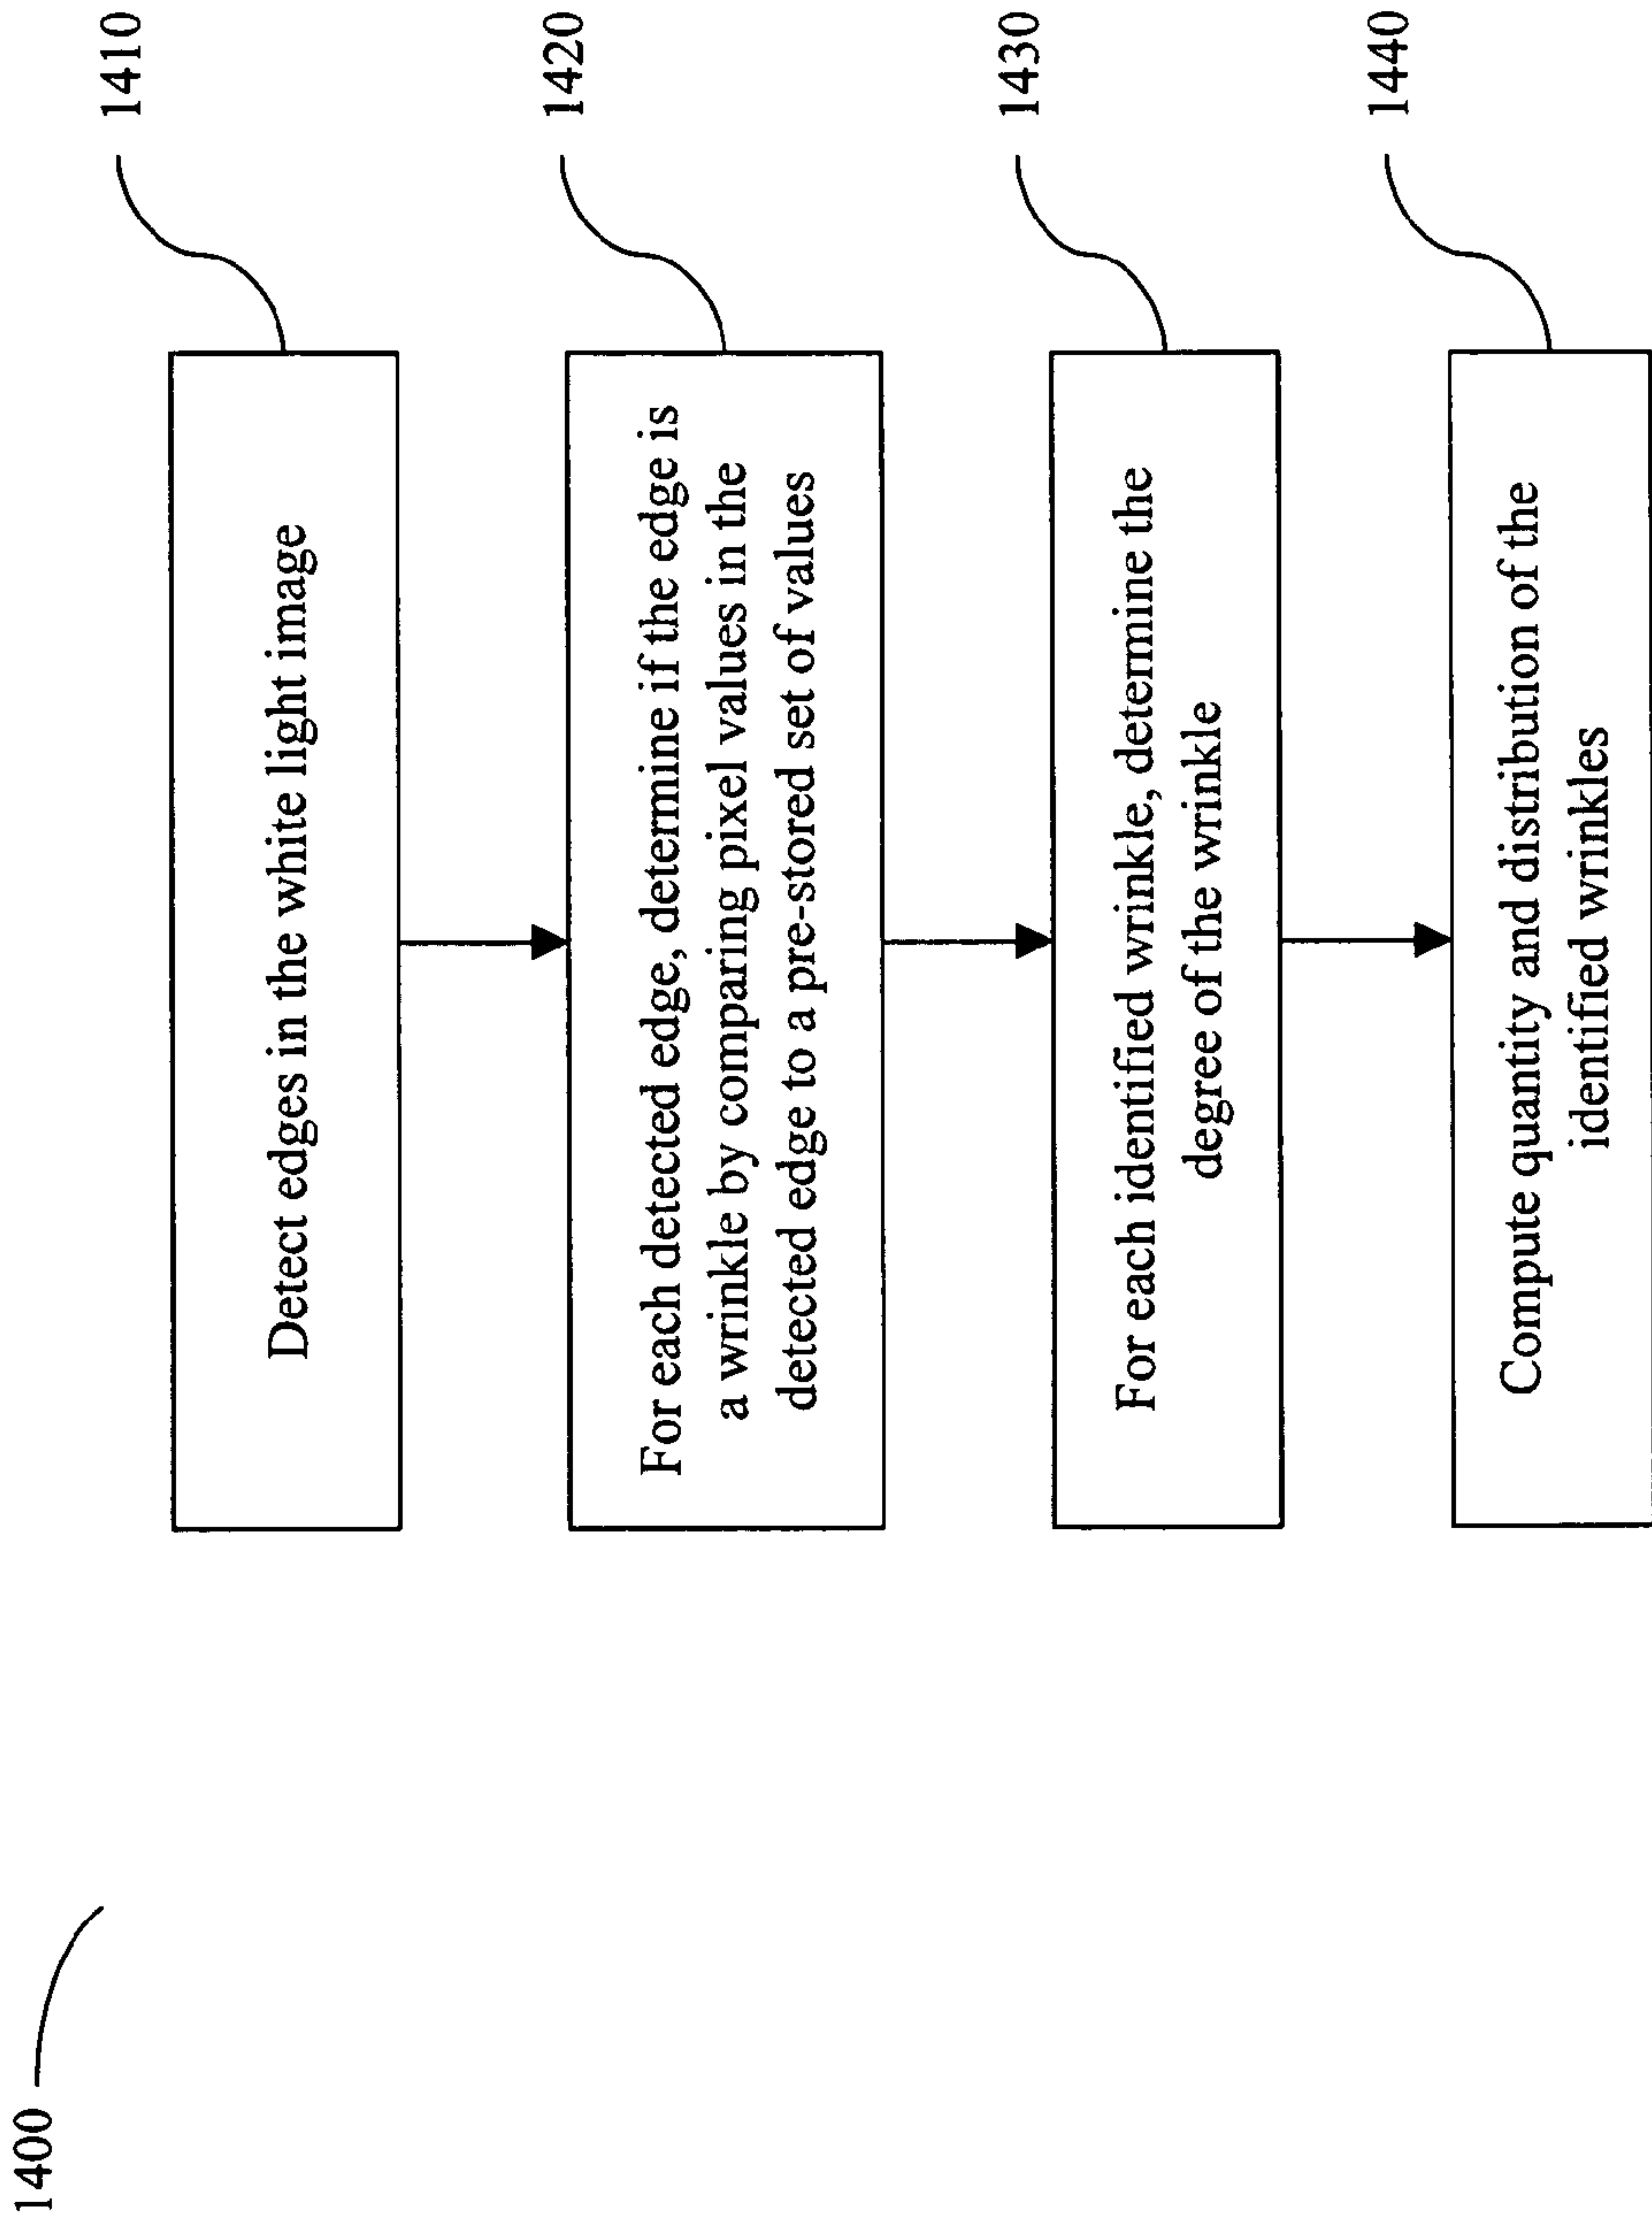 1400
Detect edges in the white light image
1410
For each detected edge, determine if the edge is
a wrinkle by comparing pixel values in the
detected edge to a pre-stored set of values
1420
For each identified wrinkle, determine the
degree of the wrinkle
1430
Compute quantity and distribution of the
identified wrinkles
1440